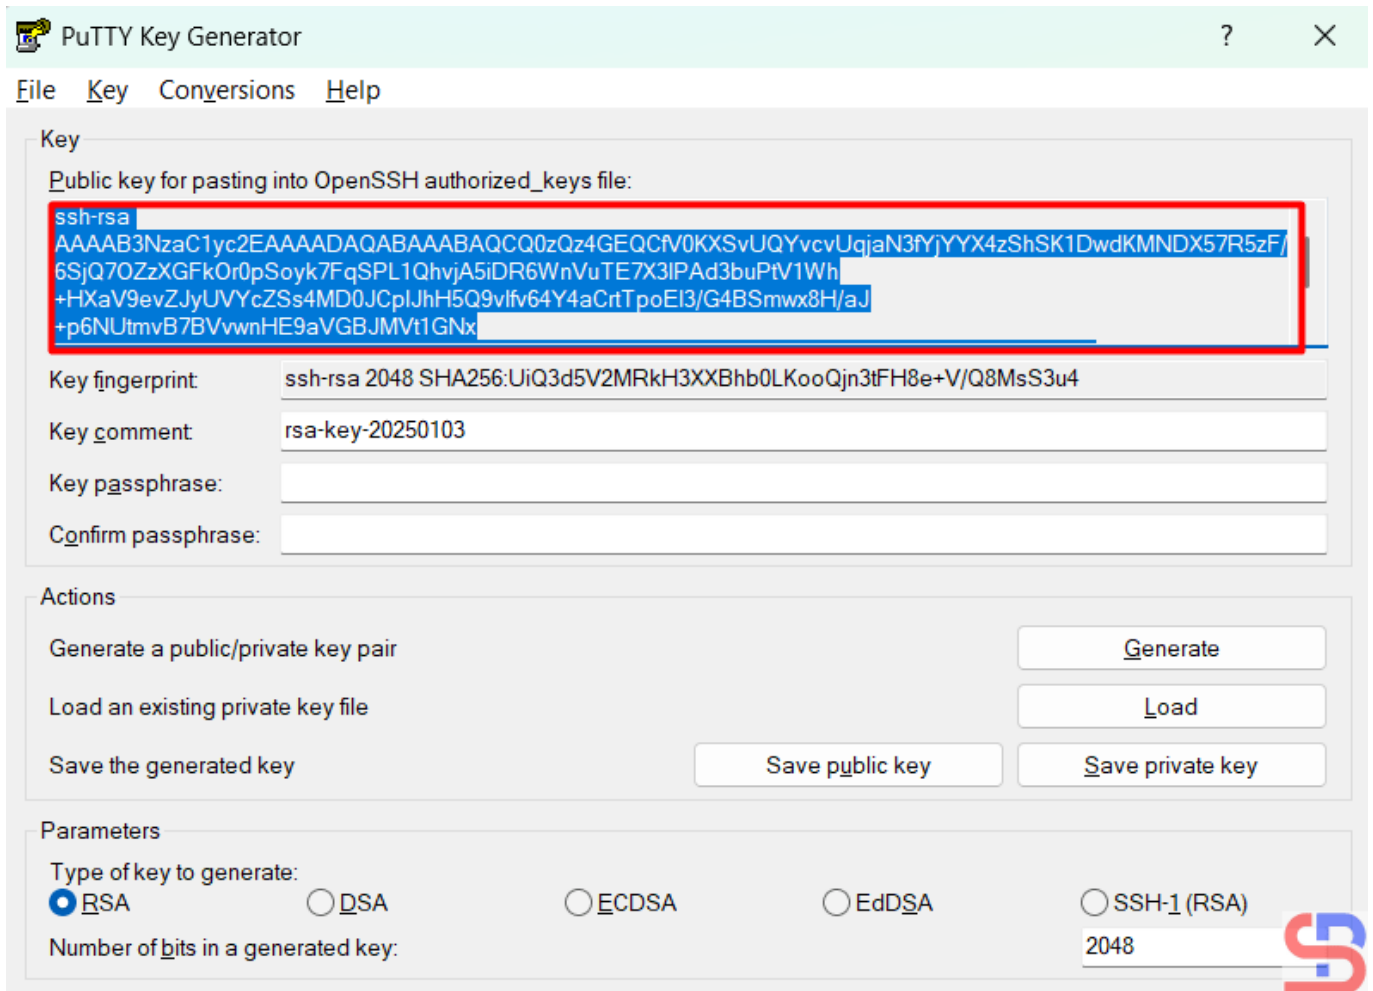 PuTTY Key Generator
?
File Key Conversions Help
Key
Public key for pasting into OpenSSH authorized_keys file:
ssh-rsa
AAAAB3NzaC1yc2EAAAADAQABAAABAQCQ0zQz4GEQCfV0KXSvUQYvcvUqjaN3fYjYYX4zShSK1DwdKMNDX57R5zF/
6SjQ7OZzXGFkOr0pSoyk7FqSPL1QhvjA5iDR6WnVuTE7X3lPAd3buPtV1Wh
+HXaV9evZJyUVYcZSs4MD0JCpIJhH5Q9vlfv64Y4aCrtTpoEl3/G4BSmwx8H/aJ
+p6NUtmvB7BVvwnHE9aVGBJMVt1GNx
Key fingerprint: ssh-rsa 2048 SHA256:UiQ3d5V2MRkH3XXBhb0LKooQjn3tFH8e+V/Q8MsS3u4
Key comment: rsa-key-20250103
Key passphrase:
Confirm passphrase:
Actions
Generate a public/private key pair Generate
Load an existing private key file Load
Save the generated key Save public key Save private key
Parameters
Type of key to generate:
RSA DSA ECDSA EdDSA SSH-1 (RSA)
Number of bits in a generated key: 2048